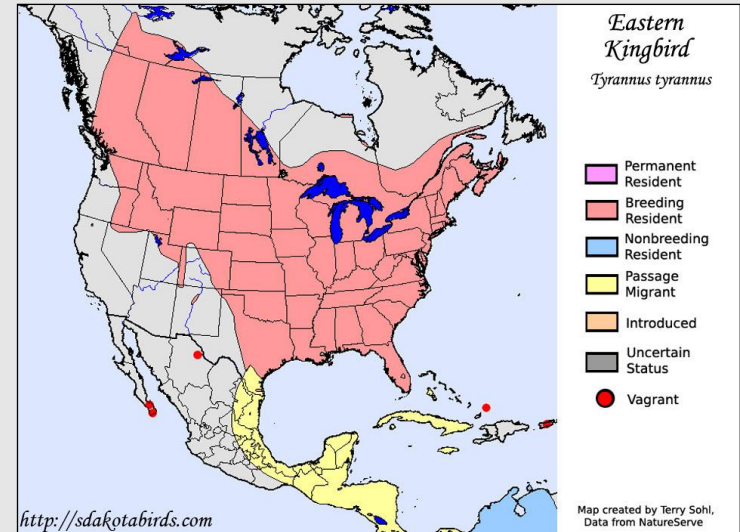 Eastern
Kingbird
Tyrannus tyrannus
Permanent
Resident
Breeding
Resident
Nonbreeding
Resident
Passage
Migrant
Introduced
Uncertain
Status
Vagrant
http://sdakotabirds.com
Map created by Terry Sohl,
Data from NatureServe